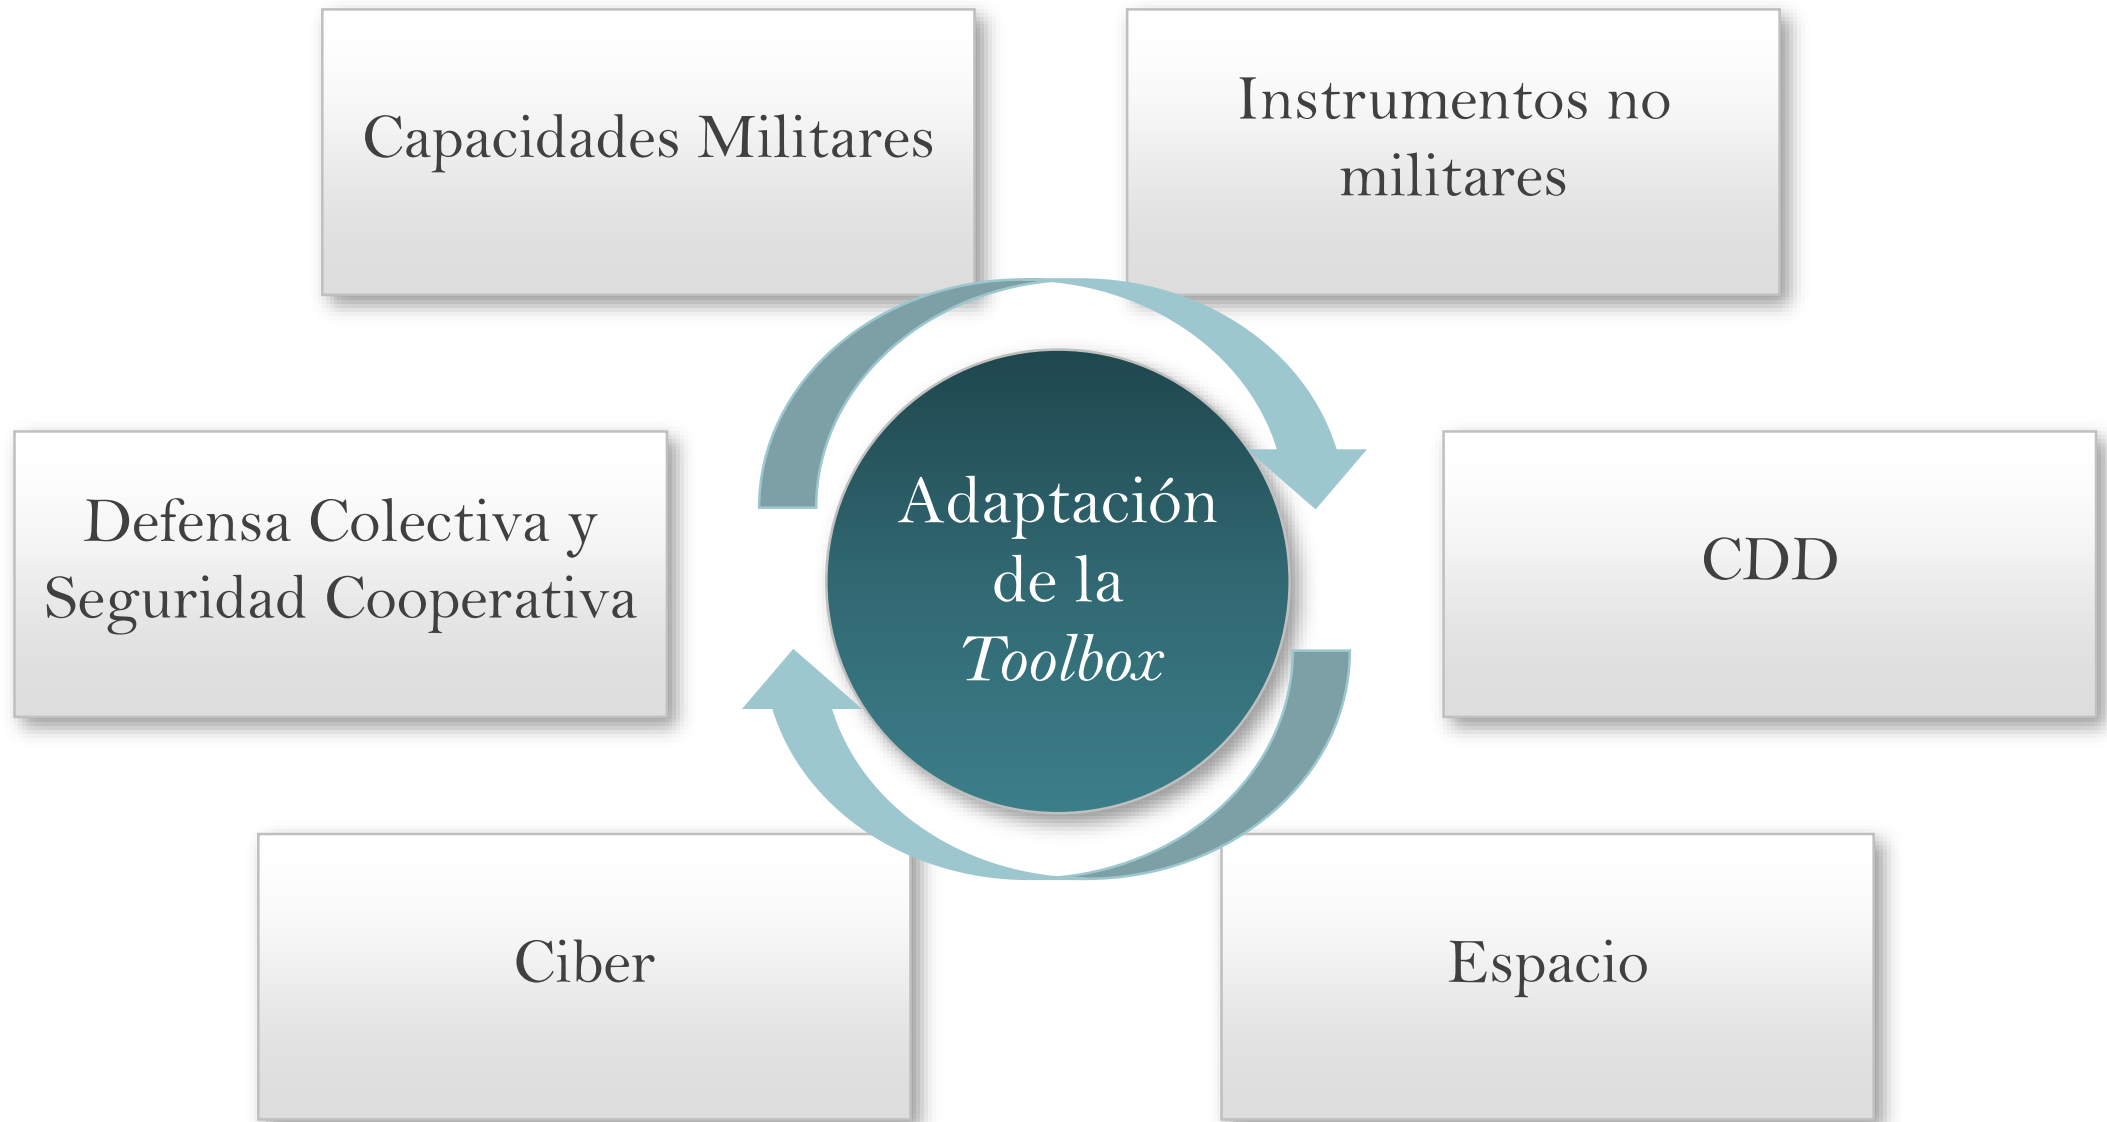 Capacidades Militares
Instrumentos no
militares
Defensa Colectiva y
Seguridad Cooperativa
Adaptación
de la
Toolbox
CDD
Ciber
Espacio